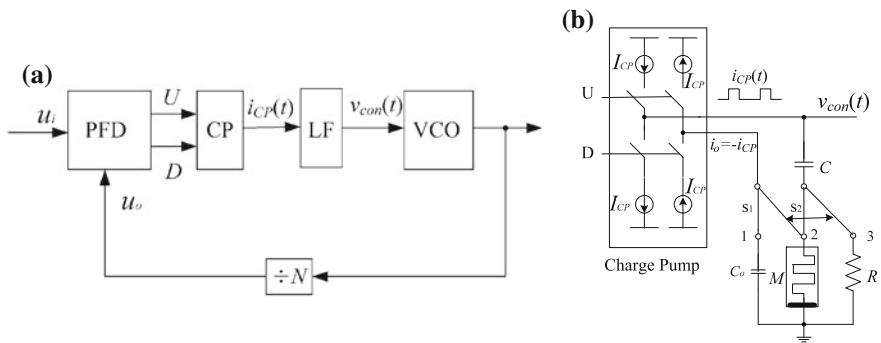 (a)
u_i
PFD
U
D
CP
i_CP(t)
LF
v_con(t)
VCO
u_o
÷N
(b)
I_CP
I_CP
U
D
I_CP
I_CP
Charge Pump
i_CP(t)
v_con(t)
i_o=-i_CP
C
S1
S2
1
2
3
C_o
M
R